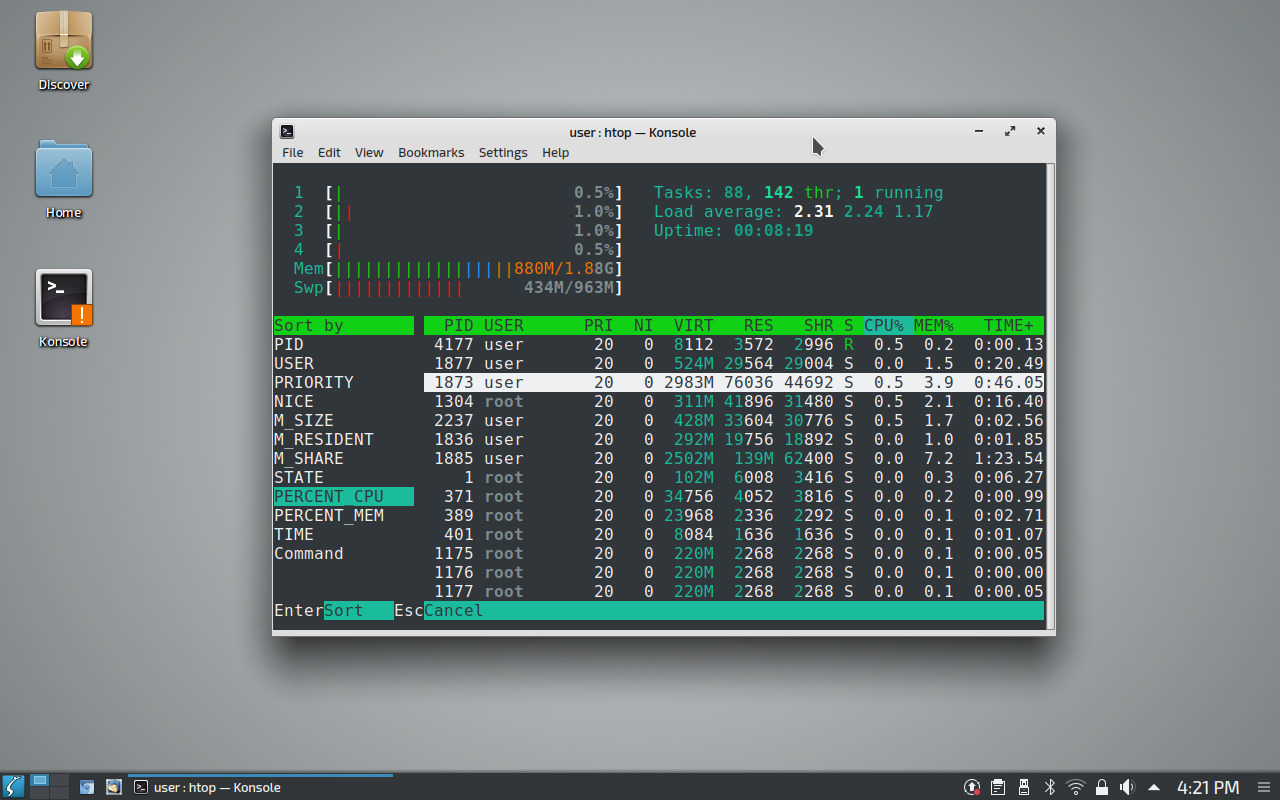 Discover
Home
Konsole
user : htop — Konsole
File Edit View Bookmarks Settings Help
1 [| 0.5%] Tasks: 88, 142 thr; 1 running
2 [|| 1.0%] Load average: 2.31 2.24 1.17
3 [| 1.0%] Uptime: 00:08:19
4 [| 0.5%]
Mem[||||||||||||||||||880M/1.88G]
Swp[||||||||||||| 434M/963M]
Sort by PID USER PRI NI VIRT RES SHR S CPU% MEM% TIME+
PID 4177 user 20 0 8112 3572 2996 R 0.5 0.2 0:00.13
USER 1877 user 20 0 524M 29564 29004 S 0.0 1.5 0:20.49
PRIORITY 1873 user 20 0 2983M 76036 44692 S 0.5 3.9 0:46.05
NICE 1304 root 20 0 311M 41896 31480 S 0.5 2.1 0:16.40
M_SIZE 2237 user 20 0 428M 33604 30776 S 0.5 1.7 0:02.56
M_RESIDENT 1836 user 20 0 292M 19756 18892 S 0.0 1.0 0:01.85
M_SHARE 1885 user 20 0 2502M 139M 62400 S 0.0 7.2 1:23.54
STATE 1 root 20 0 102M 6008 3416 S 0.0 0.3 0:06.27
PERCENT_CPU 371 root 20 0 34756 4052 3816 S 0.0 0.2 0:00.99
PERCENT_MEM 389 root 20 0 23968 2336 2292 S 0.0 0.1 0:02.71
TIME 401 root 20 0 8084 1636 1636 S 0.0 0.1 0:01.07
Command 1175 root 20 0 220M 2268 2268 S 0.0 0.1 0:00.05
1176 root 20 0 220M 2268 2268 S 0.0 0.1 0:00.00
1177 root 20 0 220M 2268 2268 S 0.0 0.1 0:00.05
EnterSort EscCancel
user : htop — Konsole
4:21 PM